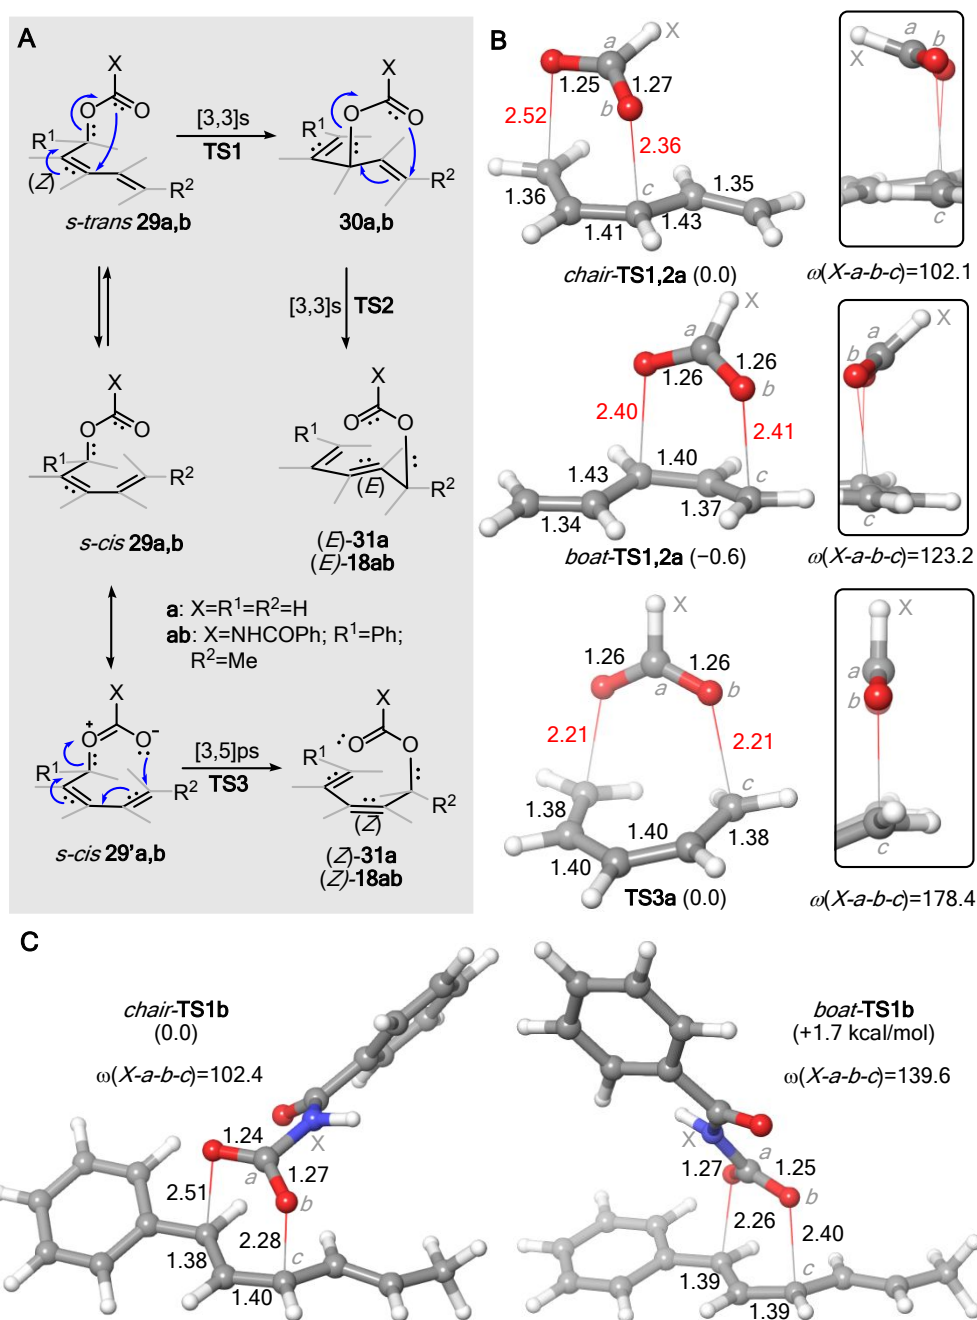 A
X
O
O
R1
(Z)
R2
s-trans 29a,b
[3,3]s
TS1
X
O
O
R1
R2
30a,b
[3,3]s TS2
X
O
O
R1
R2
s-cis 29a,b
X
O
O
R1
(E)
R2
(E)-31a
(E)-18ab
a: X=R1=R2=H
ab: X=NHCOPh; R1=Ph;
R2=Me
X
+
O
O−
R1
R2
s-cis 29'a,b
[3,5]ps
TS3
X
O
O
R1
(Z)
R2
(Z)-31a
(Z)-18ab
B
a
X
1.25
1.27
b
2.52
2.36
c
1.36
1.35
1.41
1.43
chair-TS1,2a (0.0)
a
b
X
c
ω(X-a-b-c)=102.1
X
a
1.26
1.26
b
2.40
2.41
1.43
1.40
c
1.37
1.34
boat-TS1,2a (−0.6)
a
X
b
c
ω(X-a-b-c)=123.2
X
1.26
1.26
a
b
2.21
2.21
c
1.38
1.40
1.38
1.40
TS3a (0.0)
X
a
b
c
ω(X-a-b-c)=178.4
C
chair-TS1b
(0.0)
ω(X-a-b-c)=102.4
X
1.24
a
1.27
b
2.51
2.28
c
1.38
1.40
boat-TS1b
(+1.7 kcal/mol)
ω(X-a-b-c)=139.6
X
a
1.27
1.25
b
2.26
2.40
c
1.39
1.39